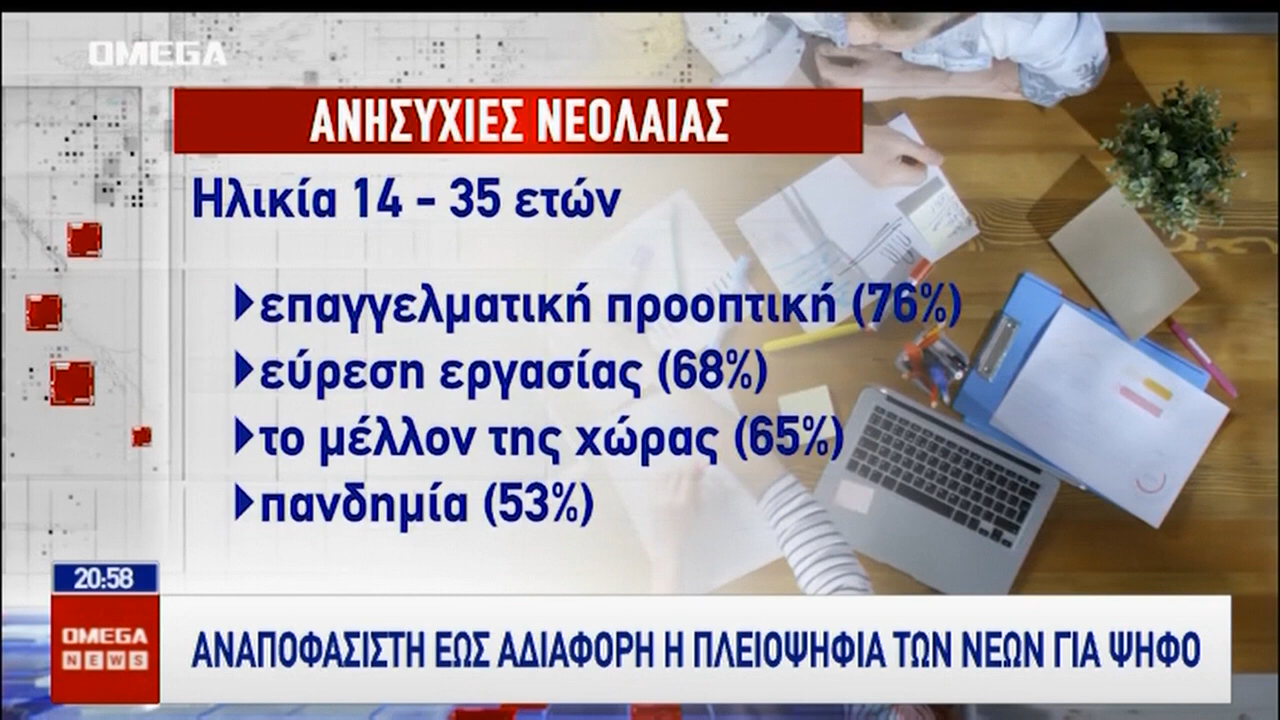 OMEGA
ΑΝΗΣΥΧΙΕΣ ΝΕΟΛΑΙΑΣ
Ηλικία 14 - 35 ετών
επαγγελματική προοπτική (76%)
εύρεση εργασίας (68%)
το μέλλον της χώρας (65%)
πανδημία (53%)
20:58
OMEGA
NEWS
ΑΝΑΠΟΦΑΣΙΣΤΗ ΕΩΣ ΑΔΙΑΦΟΡΗ Η ΠΛΕΙΟΨΗΦΙΑ ΤΩΝ ΝΕΩΝ ΓΙΑ ΨΗΦΟ